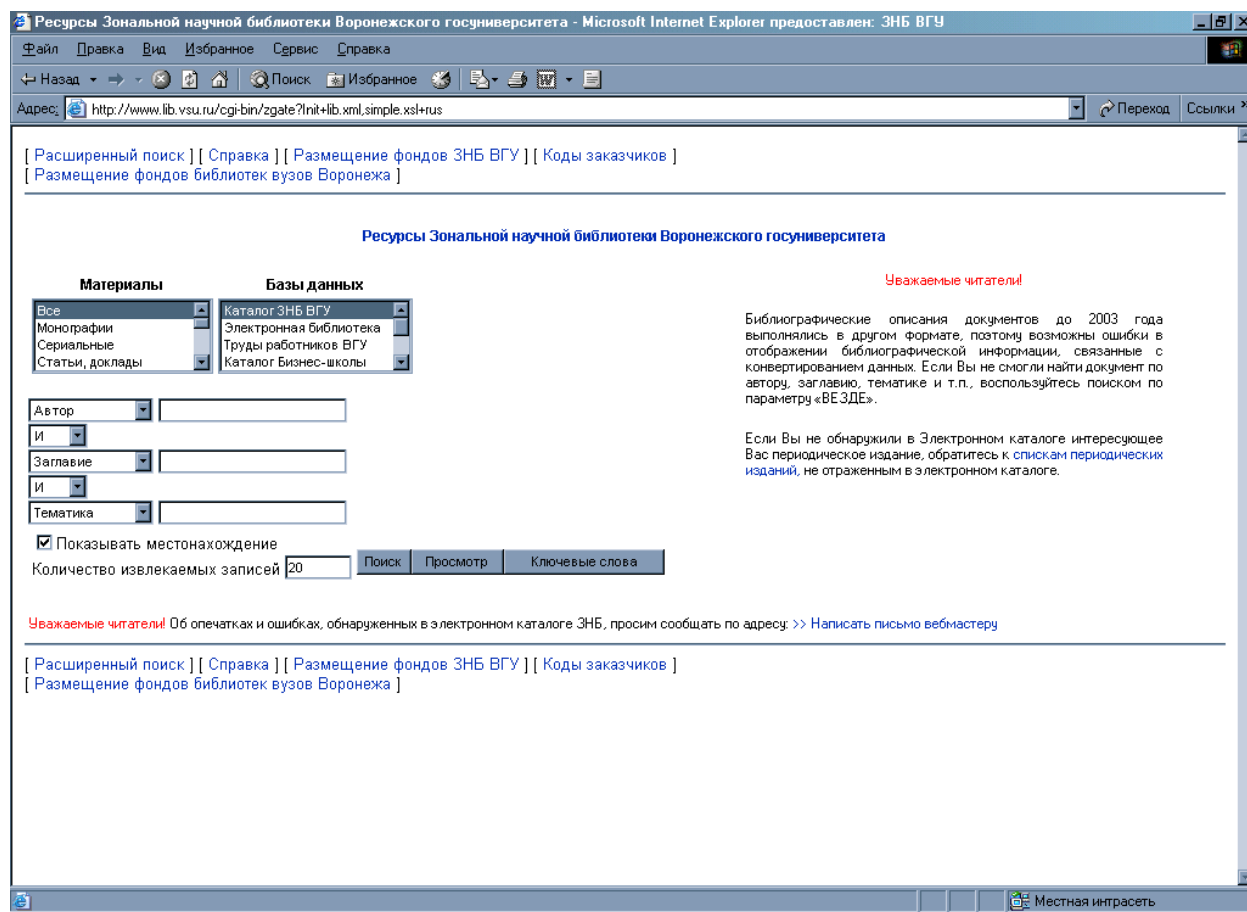 Ресурсы Зональной научной библиотеки Воронежского госуниверситета - Microsoft Internet Explorer предоставлен: ЗНБ ВГУ
Файл Правка Вид Избранное Сервис Справка
Назад Поиск Избранное
Адрес: http://www.lib.vsu.ru/cgi-bin/zgate?Init+lib.xml,simple.xsl+rus Переход Ссылки »
[ Расширенный поиск ] [ Справка ] [ Размещение фондов ЗНБ ВГУ ] [ Коды заказчиков ]
[ Размещение фондов библиотек вузов Воронежа ]
Ресурсы Зональной научной библиотеки Воронежского госуниверситета
Материалы Базы данных
Все Каталог ЗНБ ВГУ
Монографии Электронная библиотека
Сериальные Труды работников ВГУ
Статьи, доклады Каталог Бизнес-школы
Автор
И
Заглавие
И
Тематика
Показывать местонахождение
Количество извлекаемых записей 20 Поиск Просмотр Ключевые слова
Уважаемые читатели!
Библиографические описания документов до 2003 года
выполнялись в другом формате, поэтому возможны ошибки в
отображении библиографической информации, связанные с
конвертированием данных. Если Вы не смогли найти документ по
автору, заглавию, тематике и т.п., воспользуйтесь поиском по
параметру «ВЕЗДЕ».
Если Вы не обнаружили в Электронном каталоге интересующее
Вас периодическое издание, обратитесь к спискам периодических
изданий, не отраженным в электронном каталоге.
Уважаемые читатели! Об опечатках и ошибках, обнаруженных в электронном каталоге ЗНБ, просим сообщать по адресу: >> Написать письмо вебмастеру
[ Расширенный поиск ] [ Справка ] [ Размещение фондов ЗНБ ВГУ ] [ Коды заказчиков ]
[ Размещение фондов библиотек вузов Воронежа ]
Местная интрасеть